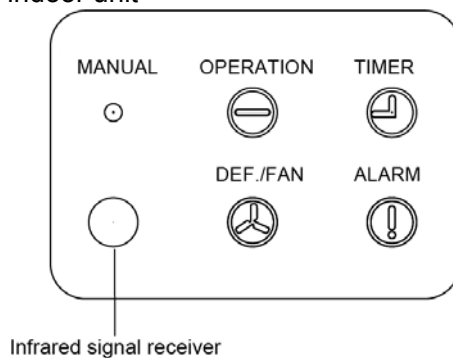 indoor unit
MANUAL OPERATION TIMER
DEF./FAN ALARM
Infrared signal receiver